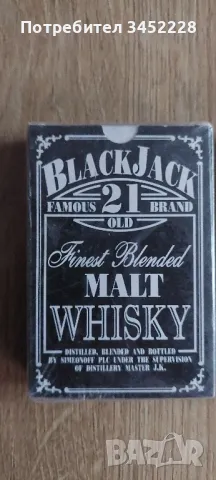 Потребител 3452228
BLACKJACK
FAMOUS 21 BRAND
OLD
Finest Blended
MALT
WHISKY
DISTILLED, BLENDED AND BOTTLED
BY SIMEONOFF PLC UNDER THE SUPERVISION
OF DISTILLERY MASTER J.K.
BAZAR